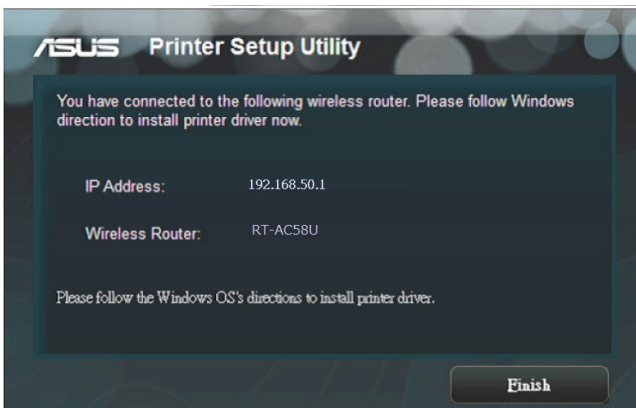 ASUS Printer Setup Utility
You have connected to the following wireless router. Please follow Windows
direction to install printer driver now.
IP Address: 192.168.50.1
Wireless Router: RT-AC58U
Please follow the Windows OS's directions to install printer driver.
Finish